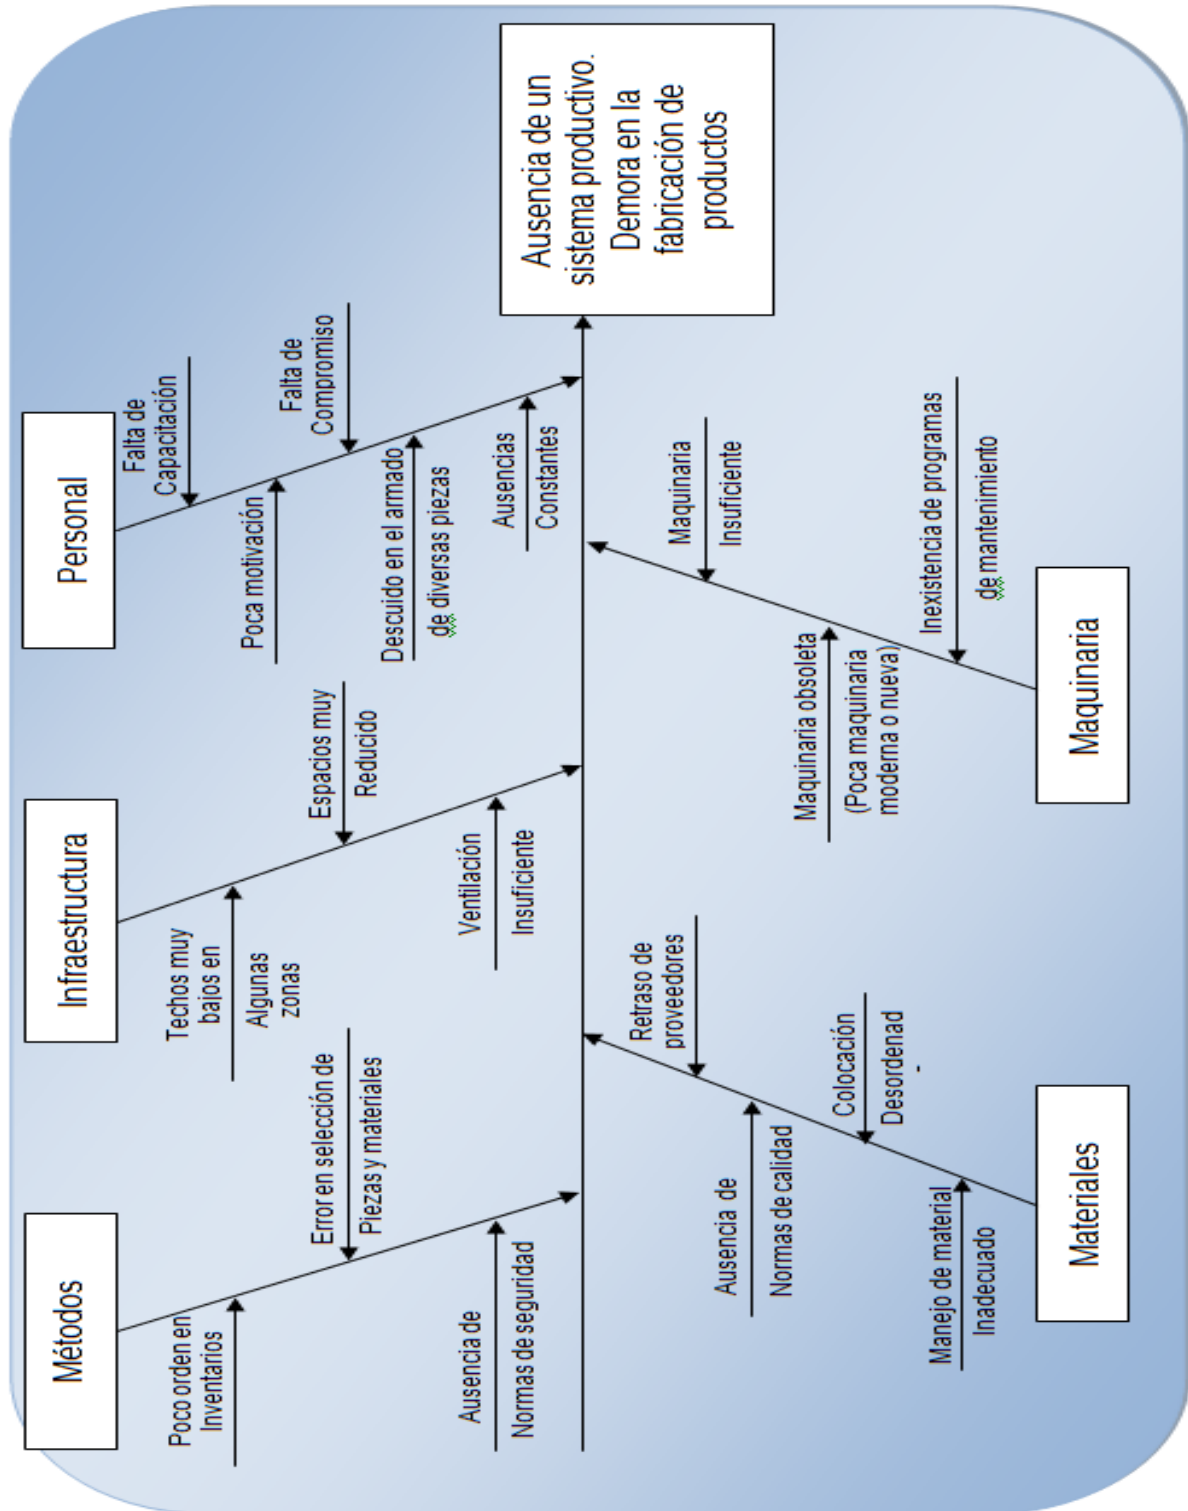 Métodos
Poco orden en
Inventarios
Error en selección de
Piezas y materiales
Ausencia de
Normas de seguridad
Infraestructura
Techos muy
bajos en
Algunas
zonas
Espacios muy
Reducido
Ventilación
Insuficiente
Personal
Falta de
Capacitación
Poca motivación
Falta de
Compromiso
Descuido en el armado
de diversas piezas
Ausencias
Constantes
Ausencia de un
sistema productivo.
Demora en la
fabricación de
productos
Retraso de
proveedores
Ausencia de
Normas de calidad
Colocación
Desordenad
Manejo de material
Inadecuado
Materiales
Maquinaria
Insuficiente
Maquinaria obsoleta
(Poca maquinaria
moderna o nueva)
Inexistencia de programas
de mantenimiento
Maquinaria